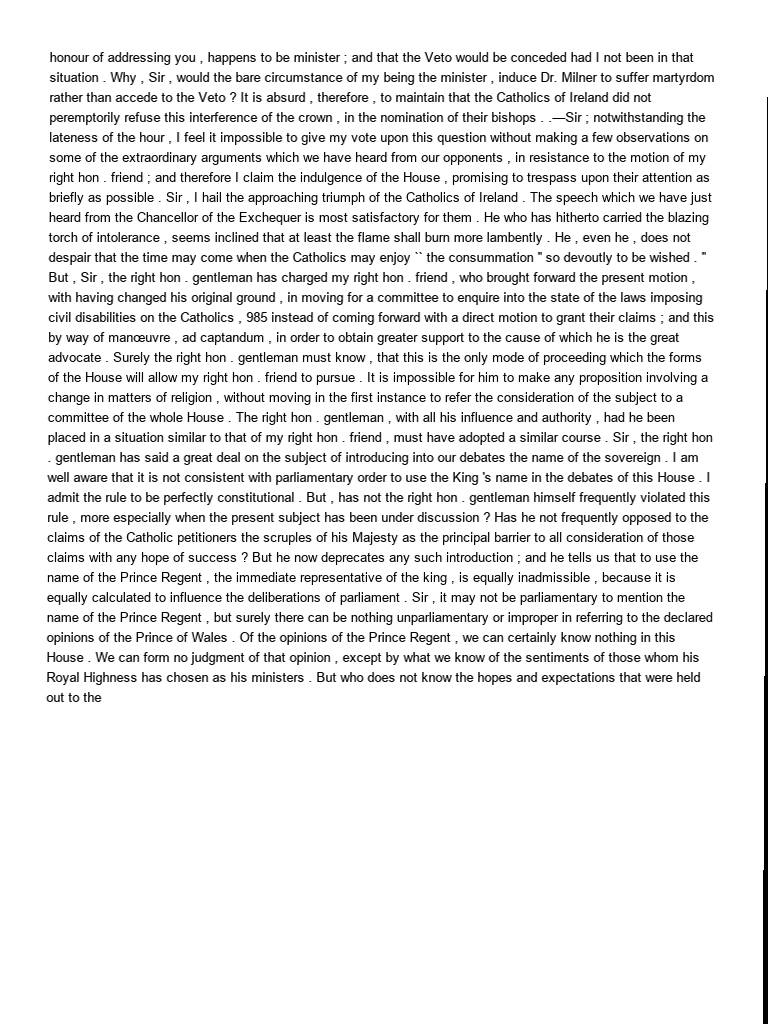 honour of addressing you , happens to be minister ; and that the Veto would be conceded had I not been in that
situation . Why , Sir , would the bare circumstance of my being the minister , induce Dr. Milner to suffer martyrdom
rather than accede to the Veto ? It is absurd , therefore , to maintain that the Catholics of Ireland did not
peremptorily refuse this interference of the crown , in the nomination of their bishops . .—Sir ; notwithstanding the
lateness of the hour , I feel it impossible to give my vote upon this question without making a few observations on
some of the extraordinary arguments which we have heard from our opponents , in resistance to the motion of my
right hon . friend ; and therefore I claim the indulgence of the House , promising to trespass upon their attention as
briefly as possible . Sir , I hail the approaching triumph of the Catholics of Ireland . The speech which we have just
heard from the Chancellor of the Exchequer is most satisfactory for them . He who has hitherto carried the blazing
torch of intolerance , seems inclined that at least the flame shall burn more lambently . He , even he , does not
despair that the time may come when the Catholics may enjoy `` the consummation " so devoutly to be wished . "
But , Sir , the right hon . gentleman has charged my right hon . friend , who brought forward the present motion ,
with having changed his original ground , in moving for a committee to enquire into the state of the laws imposing
civil disabilities on the Catholics , 985 instead of coming forward with a direct motion to grant their claims ; and this
by way of manœuvre , ad captandum , in order to obtain greater support to the cause of which he is the great
advocate . Surely the right hon . gentleman must know , that this is the only mode of proceeding which the forms
of the House will allow my right hon . friend to pursue . It is impossible for him to make any proposition involving a
change in matters of religion , without moving in the first instance to refer the consideration of the subject to a
committee of the whole House . The right hon . gentleman , with all his influence and authority , had he been
placed in a situation similar to that of my right hon . friend , must have adopted a similar course . Sir , the right hon
. gentleman has said a great deal on the subject of introducing into our debates the name of the sovereign . I am
well aware that it is not consistent with parliamentary order to use the King 's name in the debates of this House . I
admit the rule to be perfectly constitutional . But , has not the right hon . gentleman himself frequently violated this
rule , more especially when the present subject has been under discussion ? Has he not frequently opposed to the
claims of the Catholic petitioners the scruples of his Majesty as the principal barrier to all consideration of those
claims with any hope of success ? But he now deprecates any such introduction ; and he tells us that to use the
name of the Prince Regent , the immediate representative of the king , is equally inadmissible , because it is
equally calculated to influence the deliberations of parliament . Sir , it may not be parliamentary to mention the
name of the Prince Regent , but surely there can be nothing unparliamentary or improper in referring to the declared
opinions of the Prince of Wales . Of the opinions of the Prince Regent , we can certainly know nothing in this
House . We can form no judgment of that opinion , except by what we know of the sentiments of those whom his
Royal Highness has chosen as his ministers . But who does not know the hopes and expectations that were held
out to the